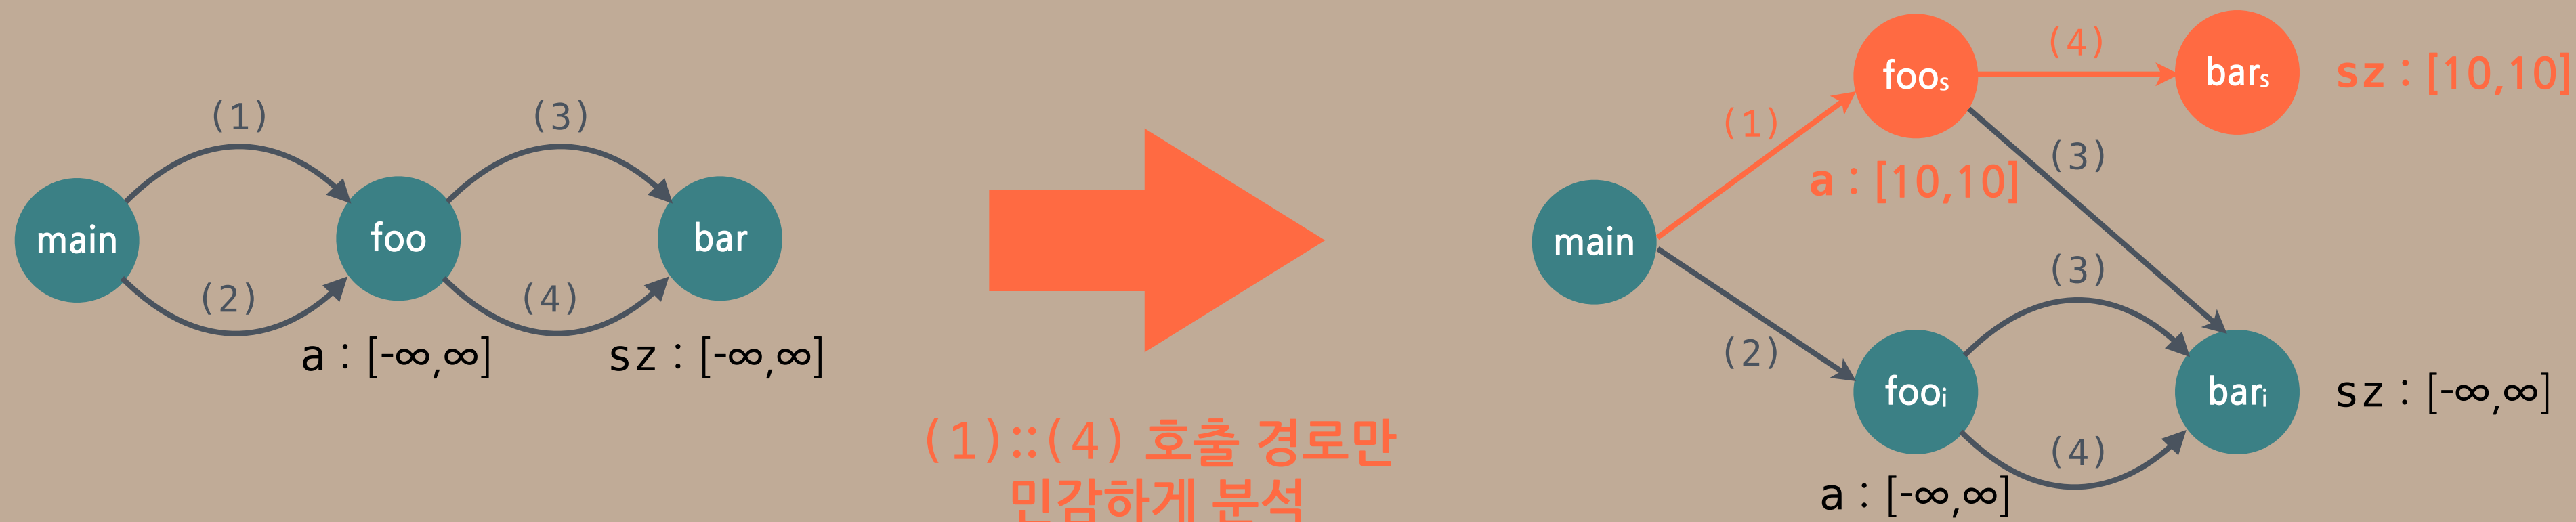 (1)
(3)
main
foo
bar
(2)
(4)
a : [-∞,∞]
sz : [-∞,∞]
(1)::(4) 호출 경로만
민감하게 분석
(4)
foos
bars
sz : [10,10]
(1)
a : [10,10]
(3)
main
(3)
(2)
fooi
bari
sz : [-∞,∞]
(4)
a : [-∞,∞]